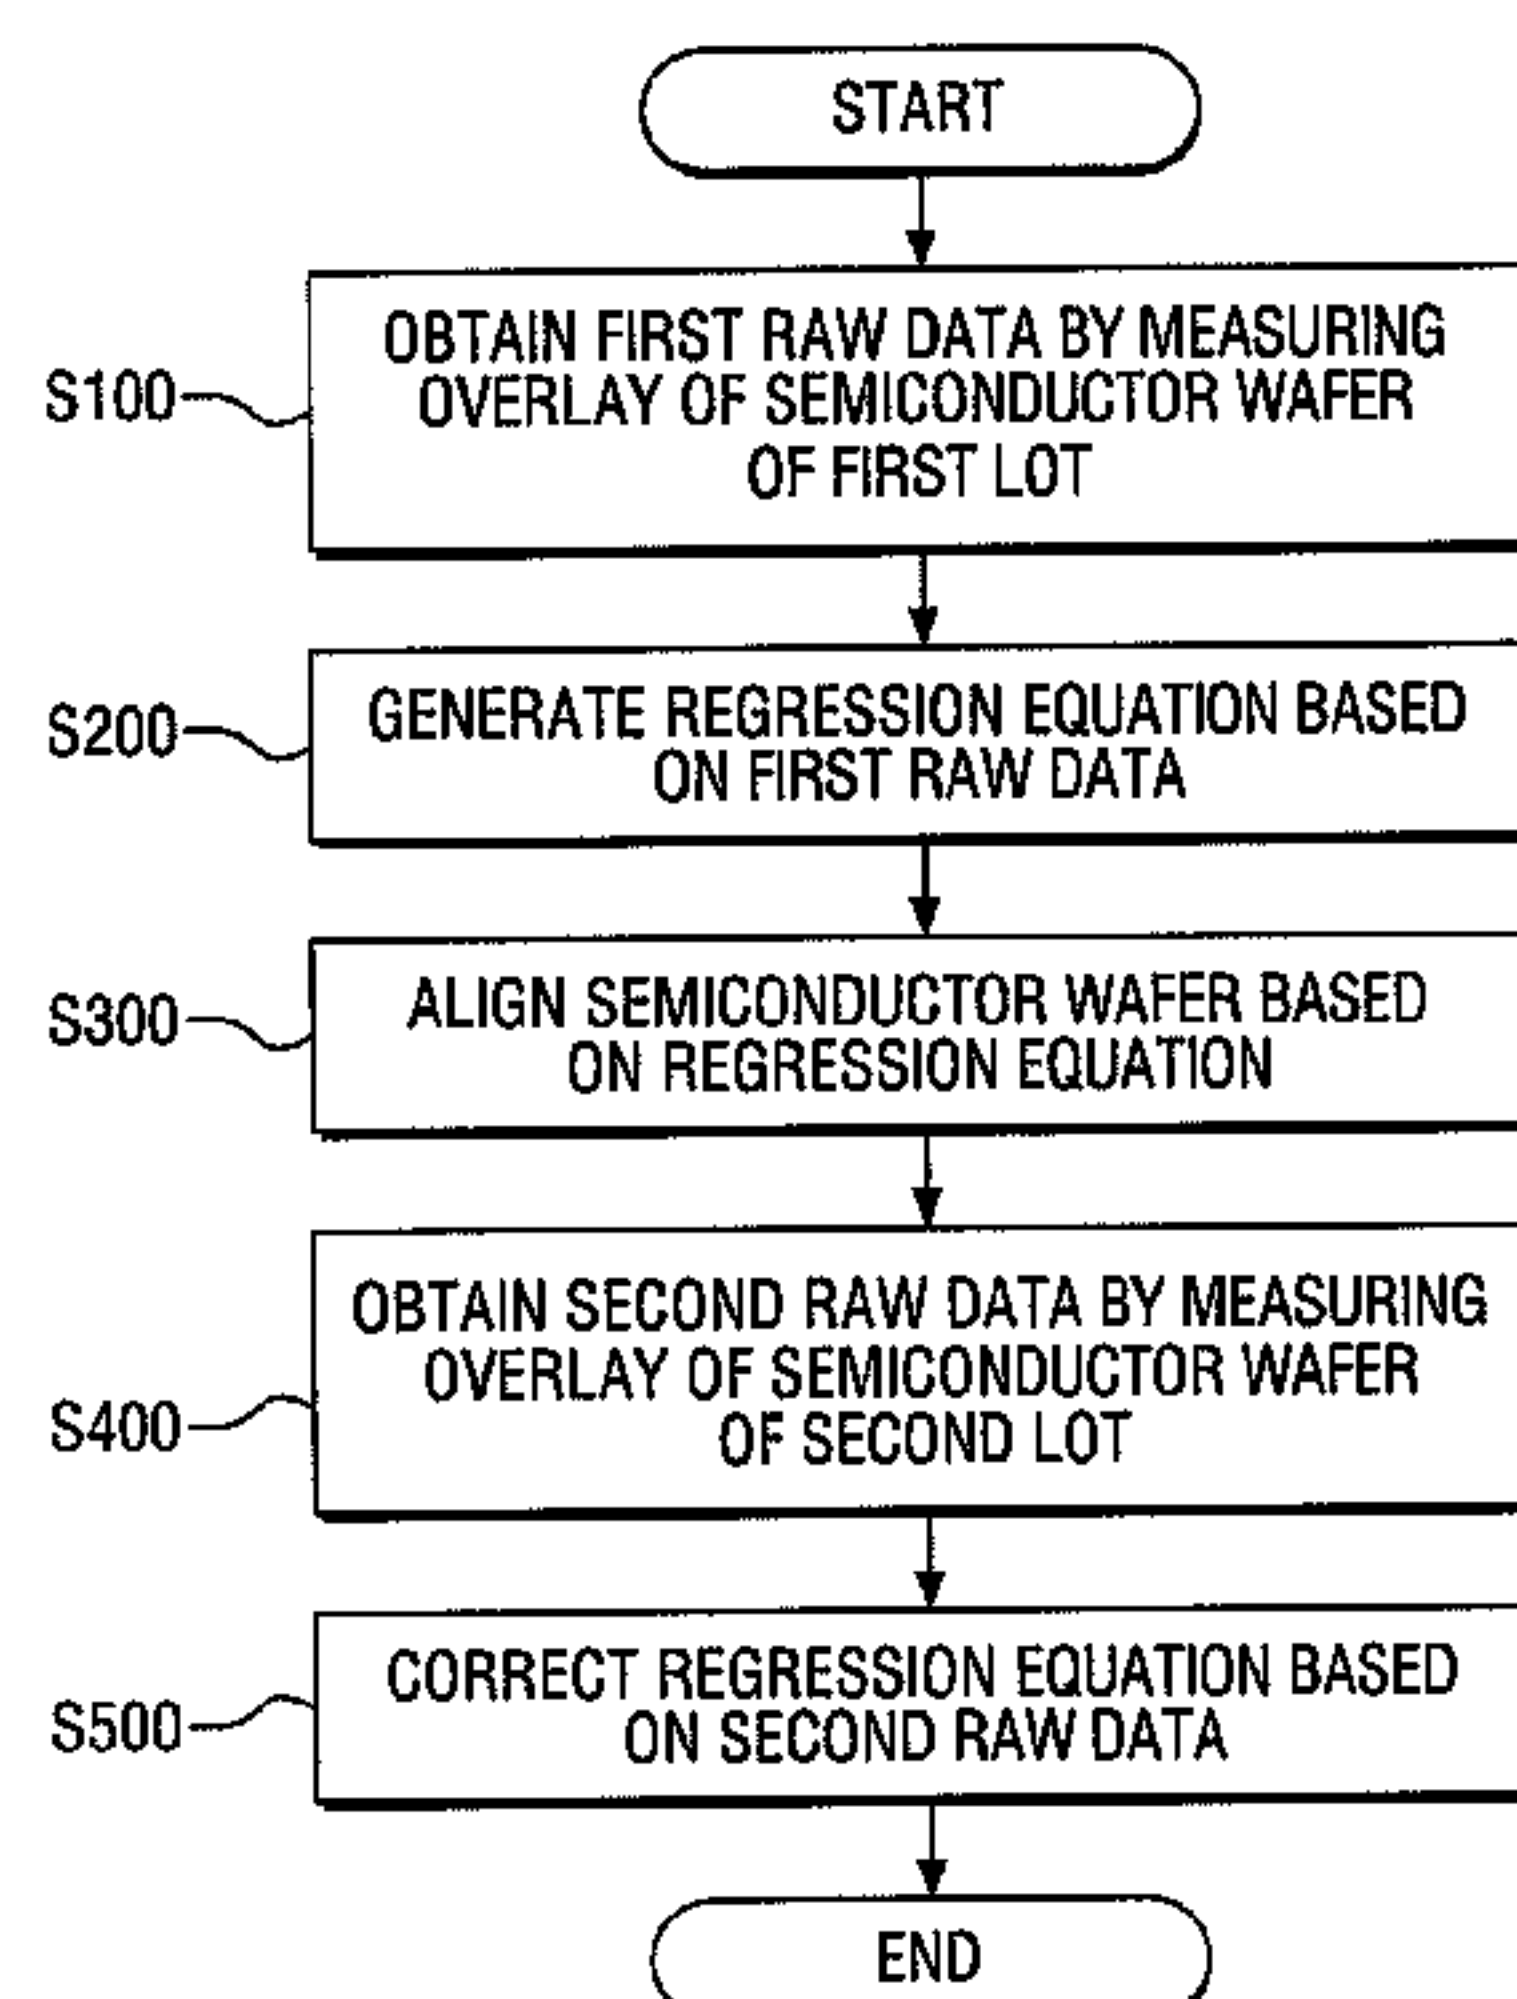 START
OBTAIN FIRST RAW DATA BY MEASURING
OVERLAY OF SEMICONDUCTOR WAFER
OF FIRST LOT
S100
GENERATE REGRESSION EQUATION BASED
ON FIRST RAW DATA
S200
ALIGN SEMICONDUCTOR WAFER BASED
ON REGRESSION EQUATION
S300
OBTAIN SECOND RAW DATA BY MEASURING
OVERLAY OF SEMICONDUCTOR WAFER
OF SECOND LOT
S400
CORRECT REGRESSION EQUATION BASED
ON SECOND RAW DATA
S500
END